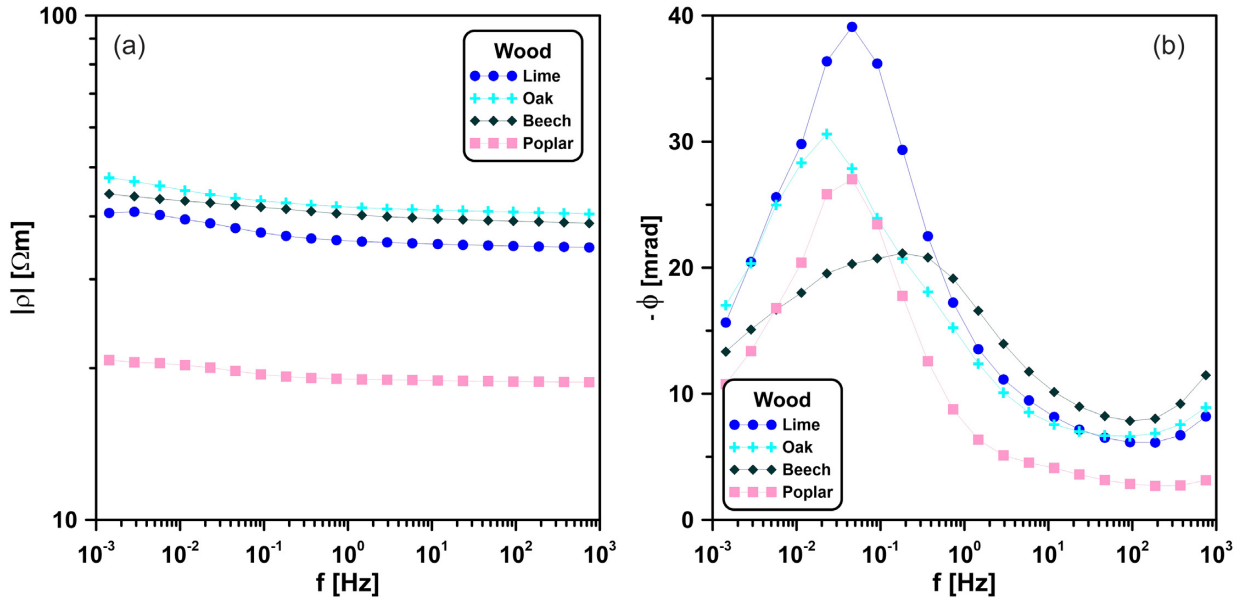 (a)
100
10
|ρ| [Ωm]
Wood
Lime
Oak
Beech
Poplar
10⁻³ 10⁻² 10⁻¹ 10⁰ 10¹ 10² 10³
f [Hz]
(b)
40
30
20
10
0
- ϕ [mrad]
Wood
Lime
Oak
Beech
Poplar
10⁻³ 10⁻² 10⁻¹ 10⁰ 10¹ 10² 10³
f [Hz]